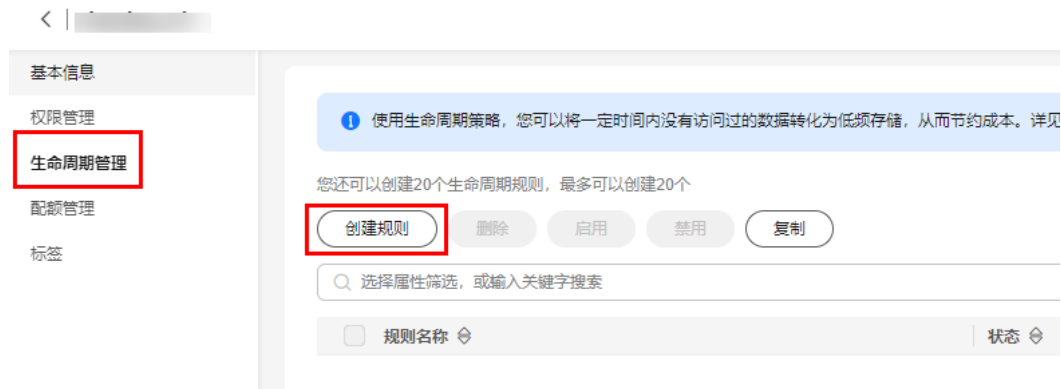 基本信息
权限管理
生命周期管理
配额管理
标签
使用生命周期策略，您可以将一定时间内没有访问过的数据转化为低频存储，从而节约成本。详见
您还可以创建20个生命周期规则，最多可以创建20个
创建规则 删除 启用 禁用 复制
选择属性筛选，或输入关键字搜索
规则名称 状态